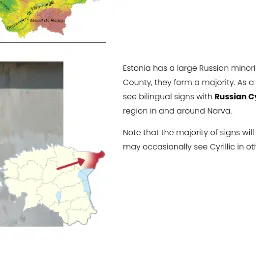 Estonia has a large Russian minori
County, they form a majority. As a
see bilingual signs with Russian Cy
region in and around Narva.
Note that the majority of signs will
may occasionally see Cyrillic in oth